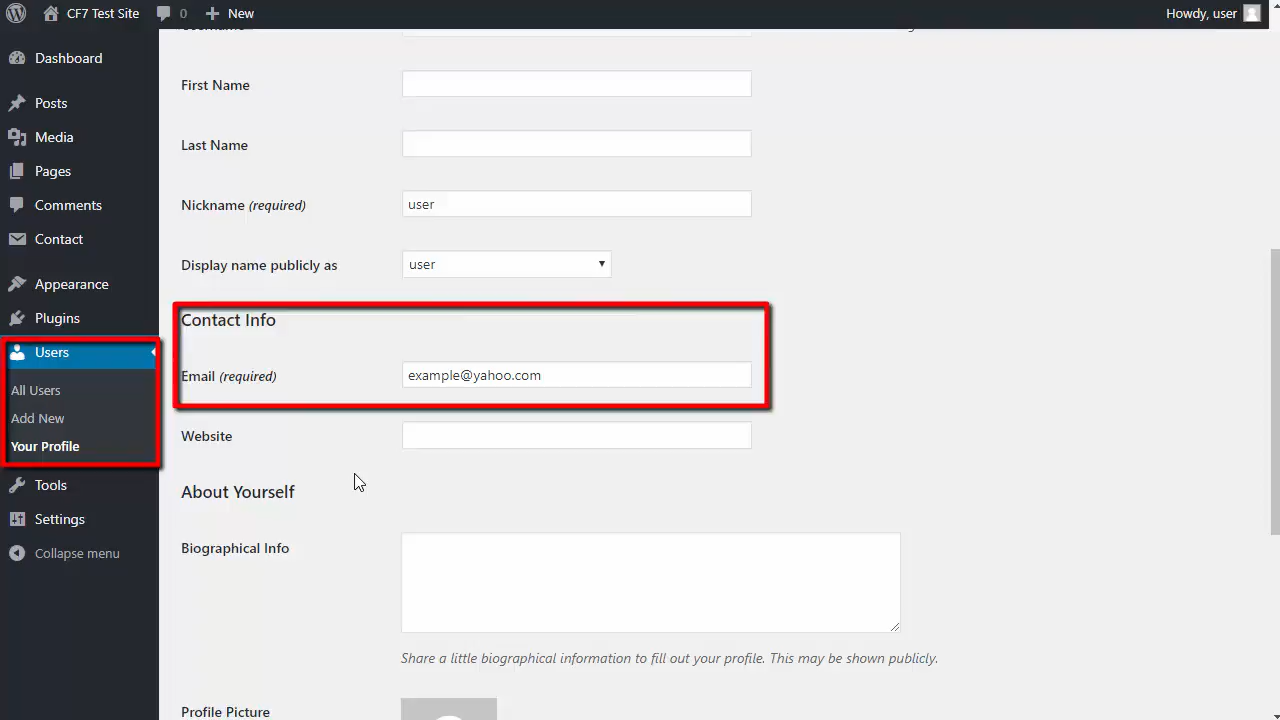 CF7 Test Site 0 New Howdy, user
Dashboard
Posts
Media
Pages
Comments
Contact
Appearance
Plugins
Users
All Users
Add New
Your Profile
Tools
Settings
Collapse menu
First Name
Last Name
Nickname (required) user
Display name publicly as user
Contact Info
Email (required) example@yahoo.com
Website
About Yourself
Biographical Info
Share a little biographical information to fill out your profile. This may be shown publicly.
Profile Picture